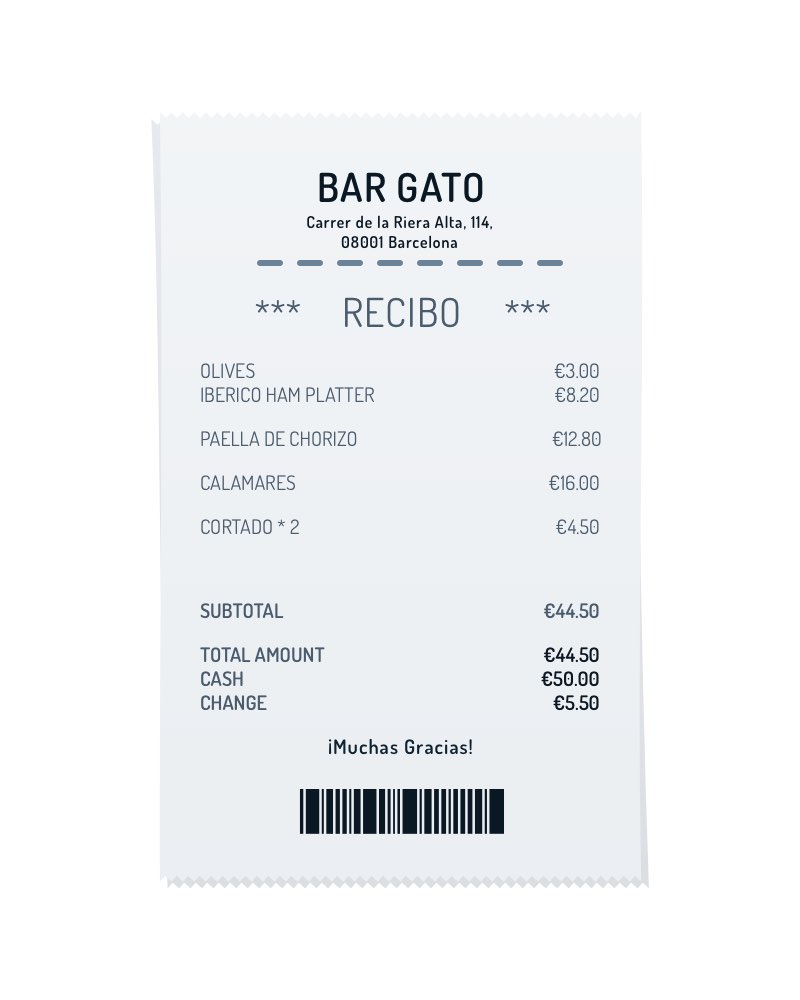 BAR GATO
Carrer de la Riera Alta, 114,
08001 Barcelona
*** RECIBO ***
OLIVES €3.00
IBERICO HAM PLATTER €8.20
PAELLA DE CHORIZO €12.80
CALAMARES €16.00
CORTADO * 2 €4.50
SUBTOTAL €44.50
TOTAL AMOUNT €44.50
CASH €50.00
CHANGE €5.50
¡Muchas Gracias!